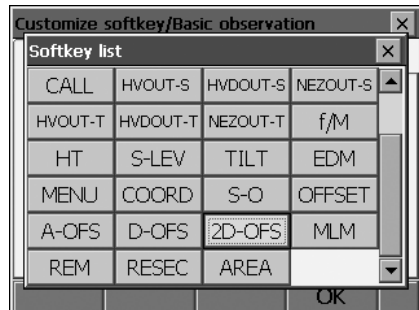 Customize softkey/Basic observation ×
Softkey list ×
CALL HVOUT-S HVDOUT-S NEZOUT-S
HVOUT-T HVDOUT-T NEZOUT-T f/M
HT S-LEV TILT EDM
MENU COORD S-O OFFSET
A-OFS D-OFS 2D-OFS MLM
REM RESEC AREA
OK